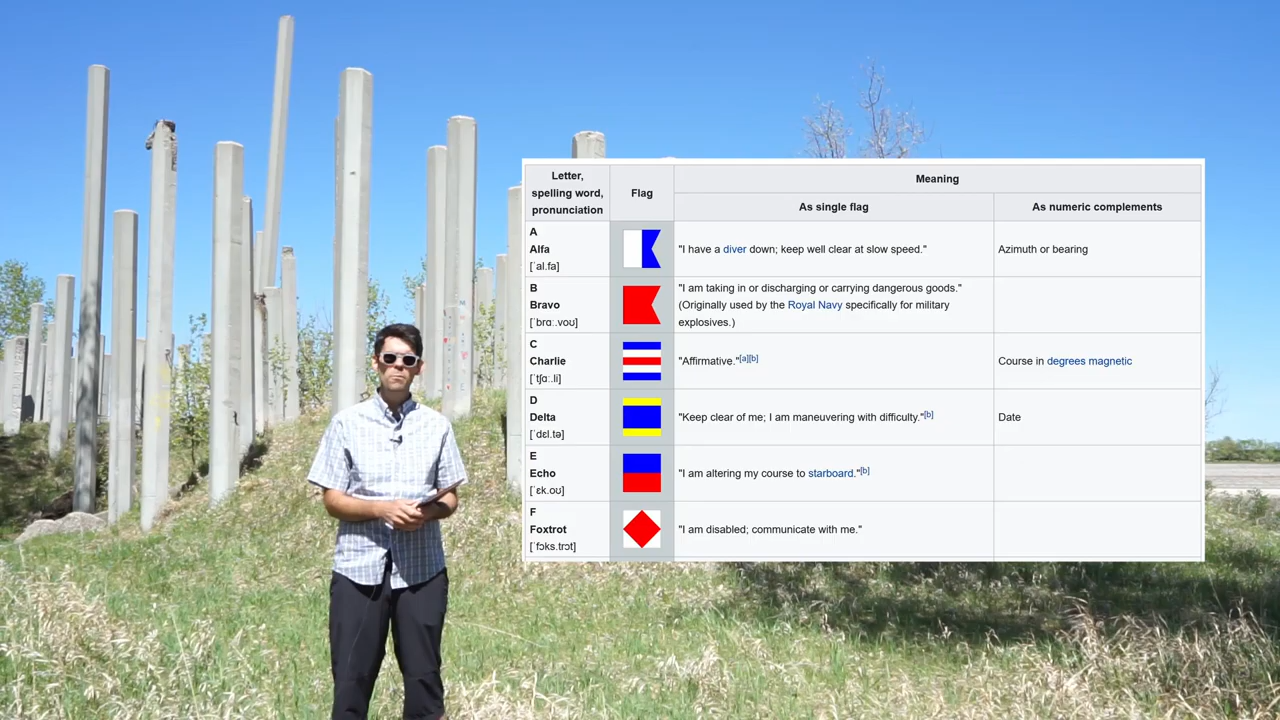 Letter,
spelling word,
pronunciation
Flag
Meaning
As single flag
As numeric complements
A
Alfa
[ˈal.fa]
"I have a diver down; keep well clear at slow speed."
Azimuth or bearing
B
Bravo
[ˈbrɑː.voʊ]
"I am taking in or discharging or carrying dangerous goods."
(Originally used by the Royal Navy specifically for military
explosives.)
C
Charlie
[ˈtʃɑː.li]
"Affirmative."[a][b]
Course in degrees magnetic
D
Delta
[ˈdɛl.tə]
"Keep clear of me; I am maneuvering with difficulty."[b]
Date
E
Echo
[ˈɛk.oʊ]
"I am altering my course to starboard."[b]
F
Foxtrot
[ˈfɔks.trɔt]
"I am disabled; communicate with me."